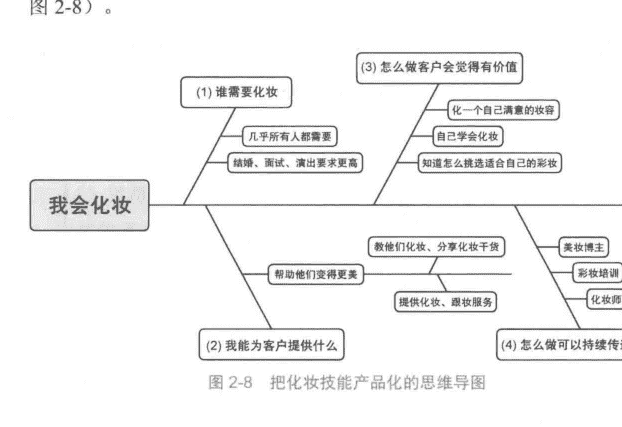 图 2-8）。
(3) 怎么做客户会觉得有价值
(1) 谁需要化妆
化一个自己满意的妆容
几乎所有人都需要
自己学会化妆
结婚、面试、演出要求更高
知道怎么挑选适合自己的彩妆
我会化妆
教他们化妆、分享化妆干货
美妆博主
帮助他们变得更美
彩妆培训
提供化妆、跟妆服务
化妆师
(2) 我能为客户提供什么
(4) 怎么做可以持续传
图 2-8 把化妆技能产品化的思维导图